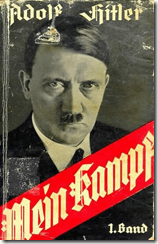 Adolf Hitler
Mein Kampf
1. Band